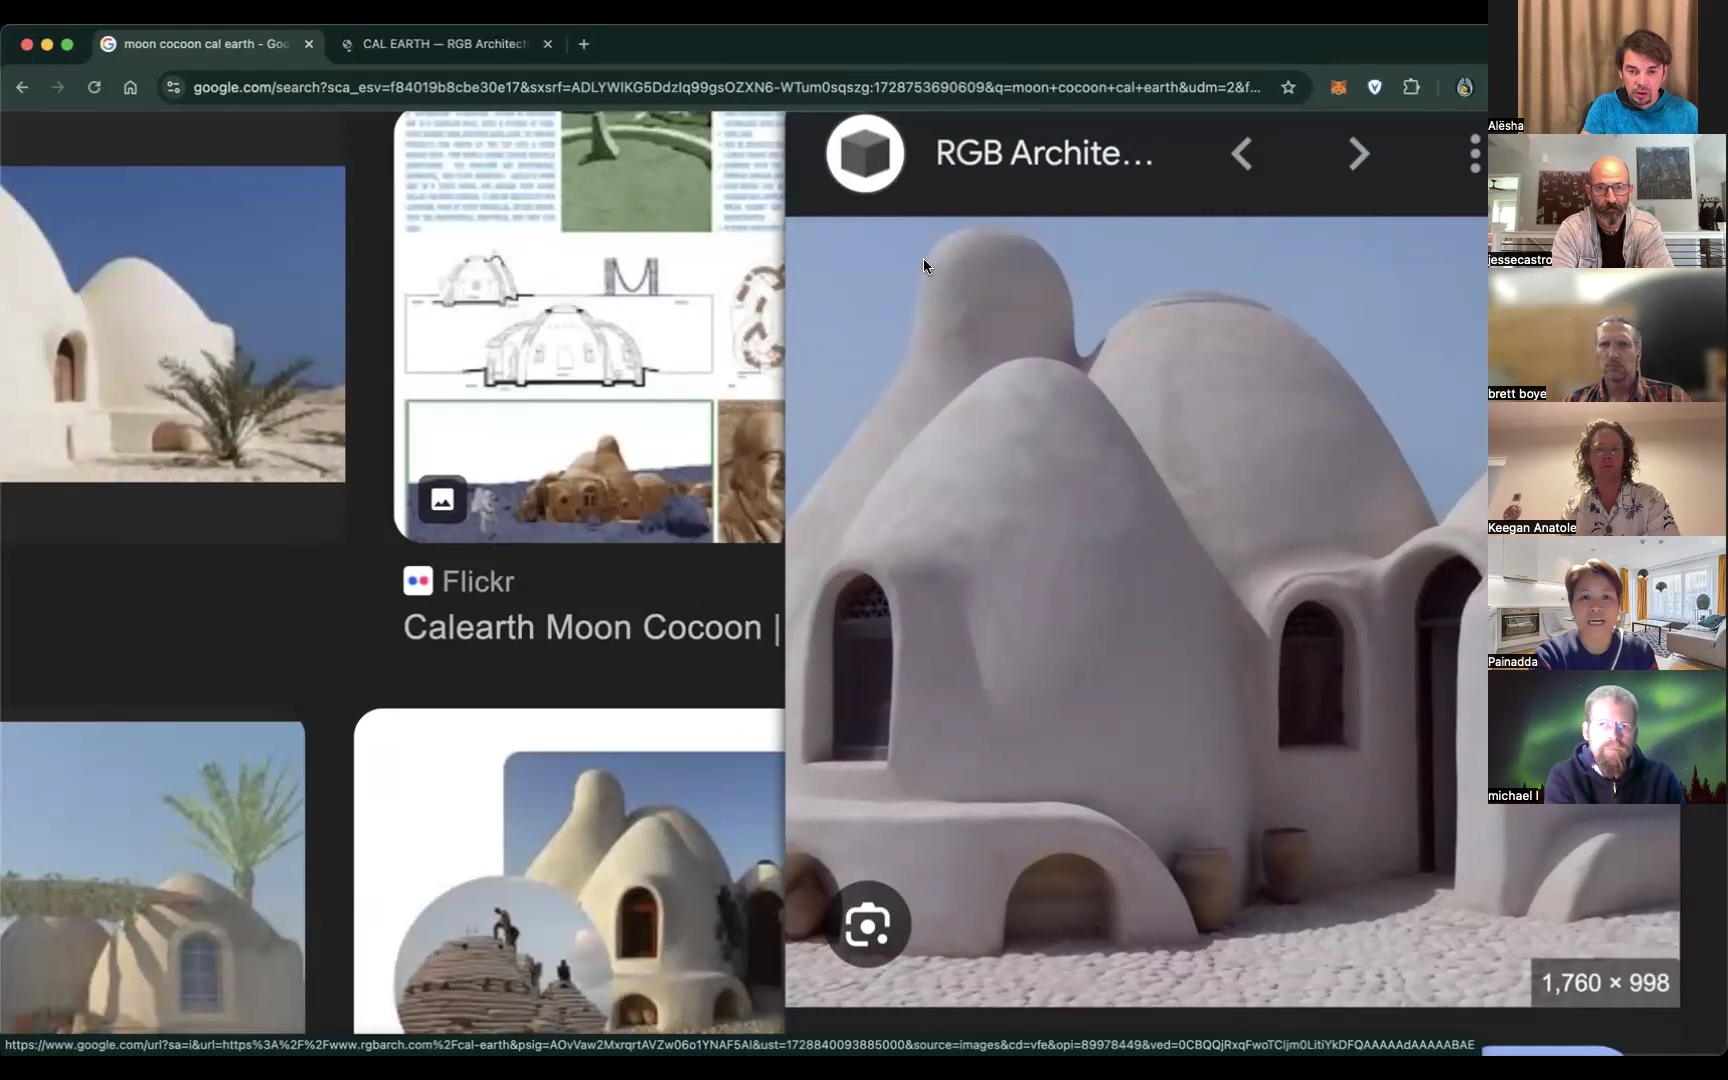 moon cocoon cal earth - Goo
CAL EARTH — RGB Architect
google.com/search?sca_esv=f84019b8cbe30e17&sxsrf=ADLYWIKG5DdzIq99gsOZXN6-WTum0sqszg:1728753690609&q=moon+cocoon+cal+earth&udm=2&f...
RGB Archite...
Flickr
Calearth Moon Cocoon |
1,760 × 998
https://www.google.com/url?sa=i&url=https%3A%2F%2Fwww.rgbarch.com%2Fcal-earth&psig=AOvVaw2MxrqrtAVZw06o1YNAF5Al&ust=1728840093885000&source=images&cd=vfe&opi=89978449&ved=0CBQQjRxqFwoTCIjm0LitiYkDFQAAAAAdAAAAABAE
Alësha
jessecastro
brett boye
Keegan Anatole
Painadda
michael l